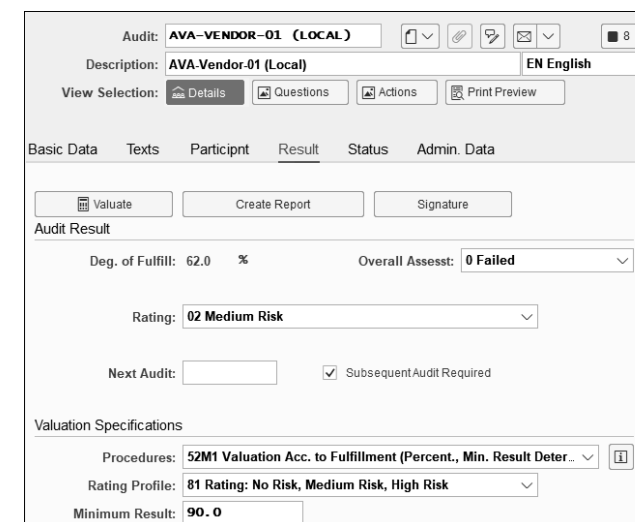 Audit: AVA-VENDOR-01 (LOCAL) 8
Description: AVA-Vendor-01 (Local) EN English
View Selection: Details Questions Actions Print Preview
Basic Data Texts Participnt Result Status Admin. Data
Valuate Create Report Signature
Audit Result
Deg. of Fulfill: 62.0 % Overall Assesst: 0 Failed
Rating: 02 Medium Risk
Next Audit: Subsequent Audit Required
Valuation Specifications
Procedures: 52M1 Valuation Acc. to Fulfillment (Percent., Min. Result Deter...
Rating Profile: 81 Rating: No Risk, Medium Risk, High Risk
Minimum Result: 90.0